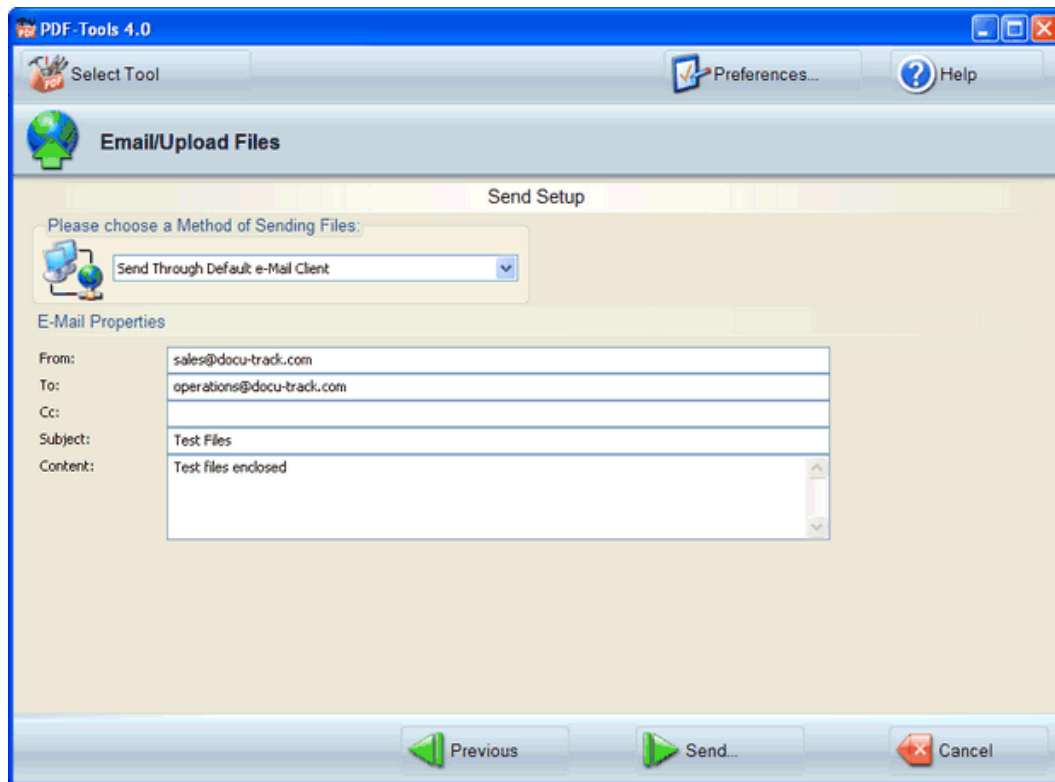 PDF-Tools 4.0
Select Tool
Preferences...
Help
Email/Upload Files
Send Setup
Please choose a Method of Sending Files:
Send Through Default e-Mail Client
E-Mail Properties
From: sales@docu-track.com
To: operations@docu-track.com
Cc:
Subject: Test Files
Content: Test files enclosed
Previous
Send...
Cancel